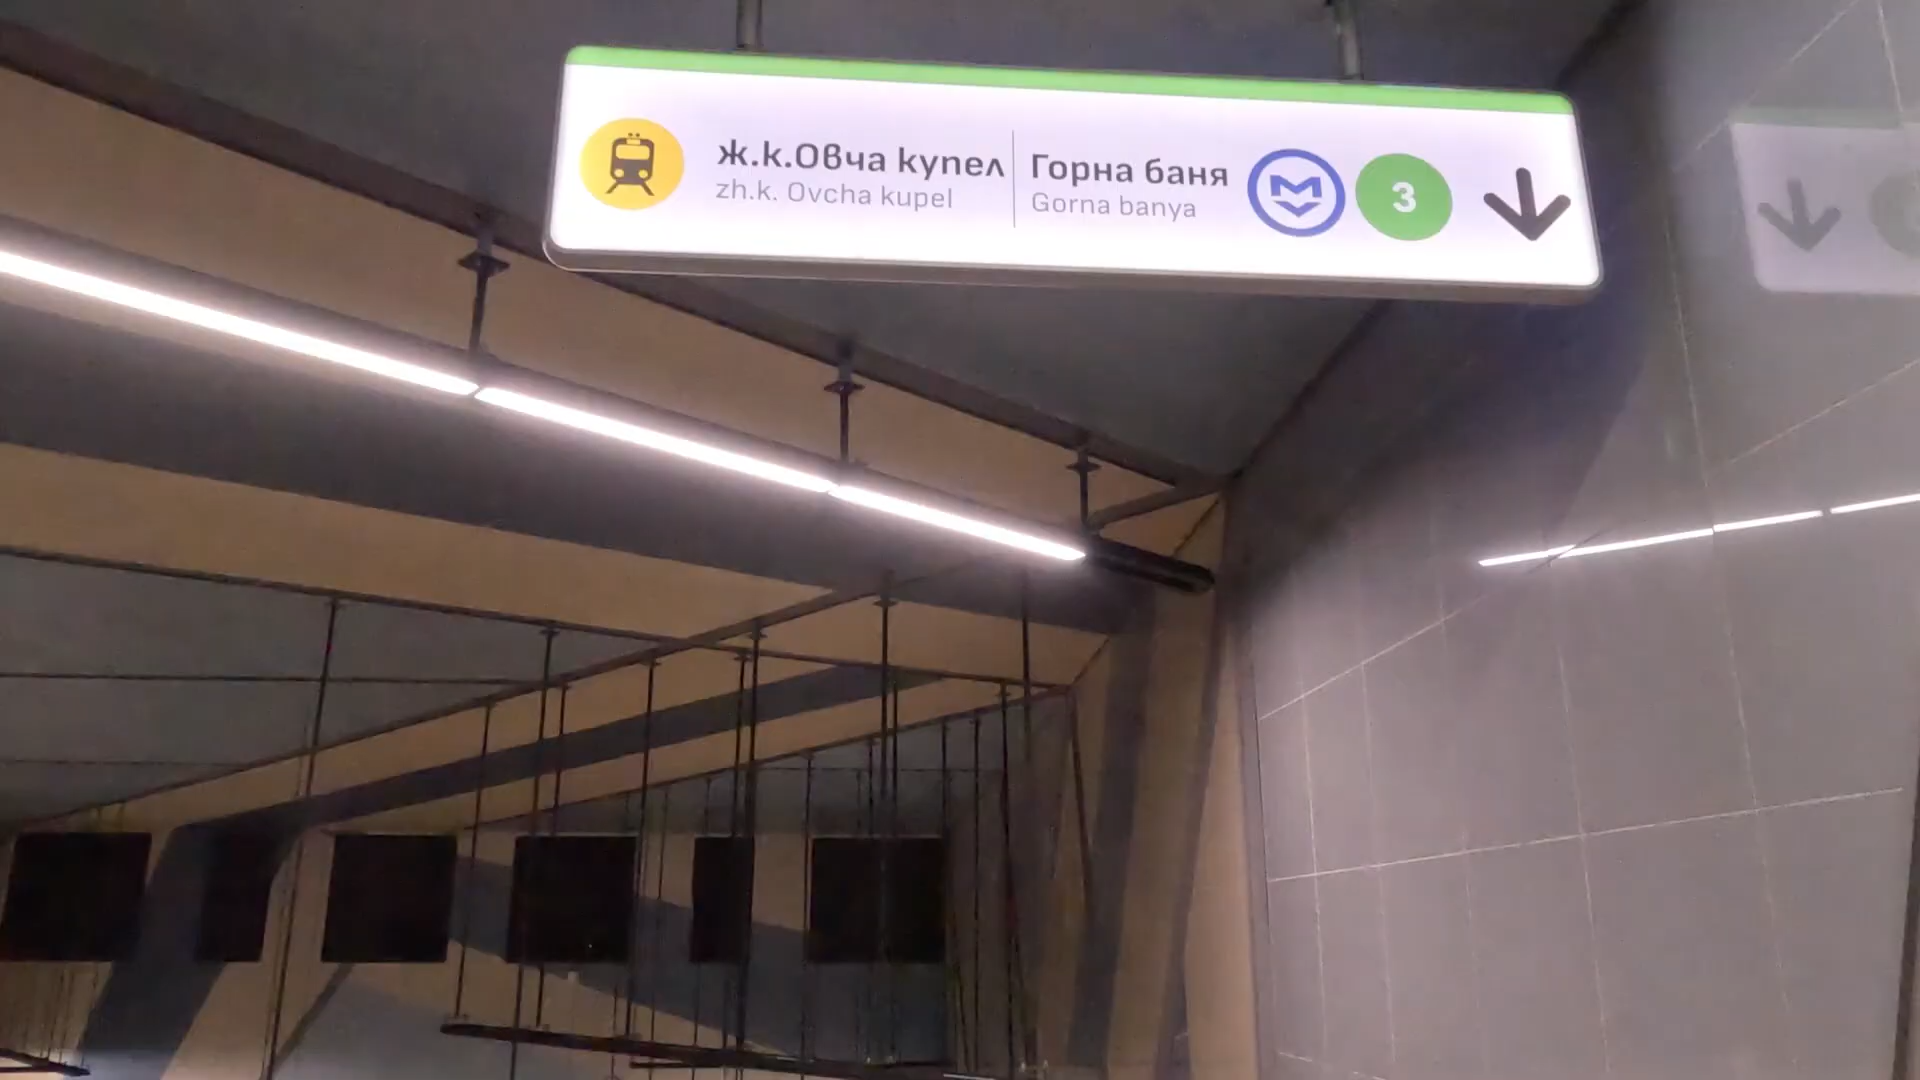 ж.к.Овча купел
zh.k. Ovcha kupel
Горна баня
Gorna banya
M
3